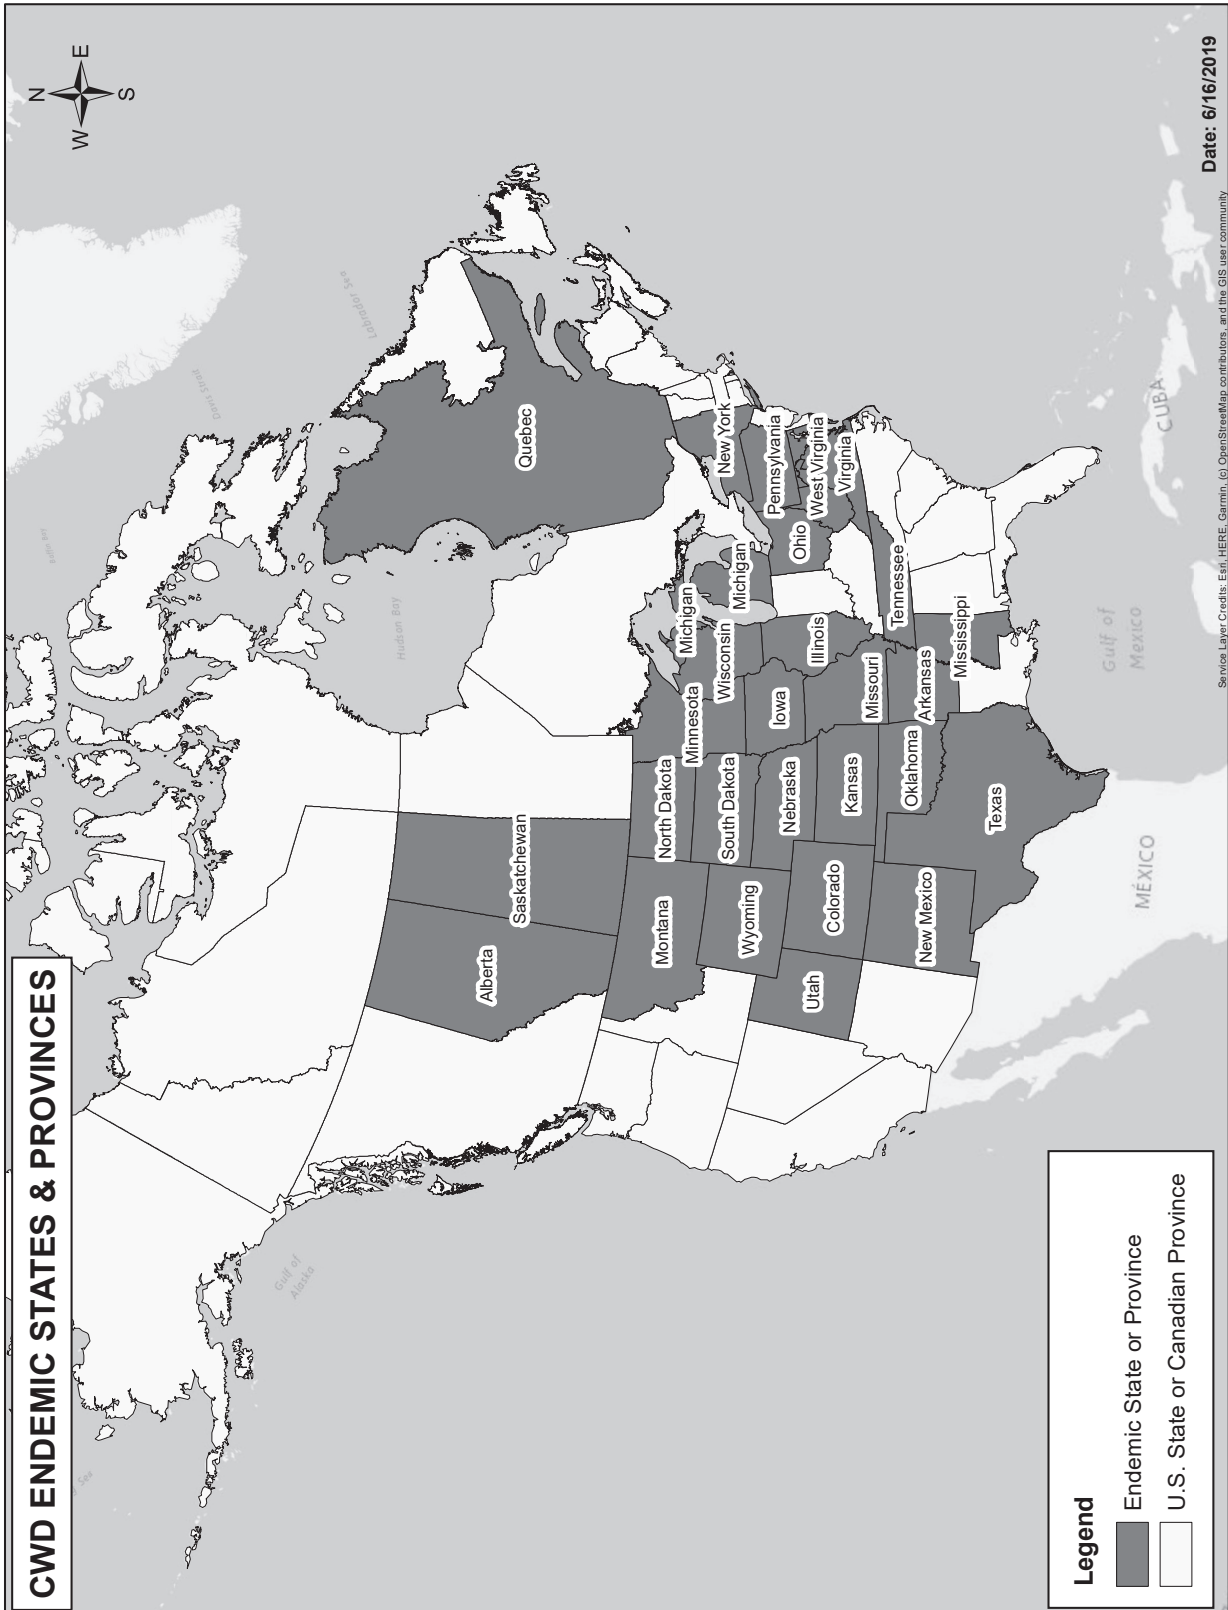 CWD ENDEMIC STATES & PROVINCES
N
W
E
S
Labrador Sea
Davis Strait
Hudson Bay
Gulf of
Alaska
Quebec
Saskatchewan
Alberta
Montana
North Dakota
Minnesota
Michigan
Michigan
Wisconsin
South Dakota
Wyoming
Nebraska
Iowa
Illinois
Ohio
Pennsylvania
New York
West Virginia
Virginia
Utah
Colorado
Kansas
Missouri
Tennessee
New Mexico
Oklahoma
Arkansas
Mississippi
Texas
MÉXICO
Gulf of
Mexico
CUBA
Legend
Endemic State or Province
U.S. State or Canadian Province
Date: 6/16/2019
Service Layer Credits: Esri, HERE, Garmin, (c) OpenStreetMap contributors, and the GIS user community